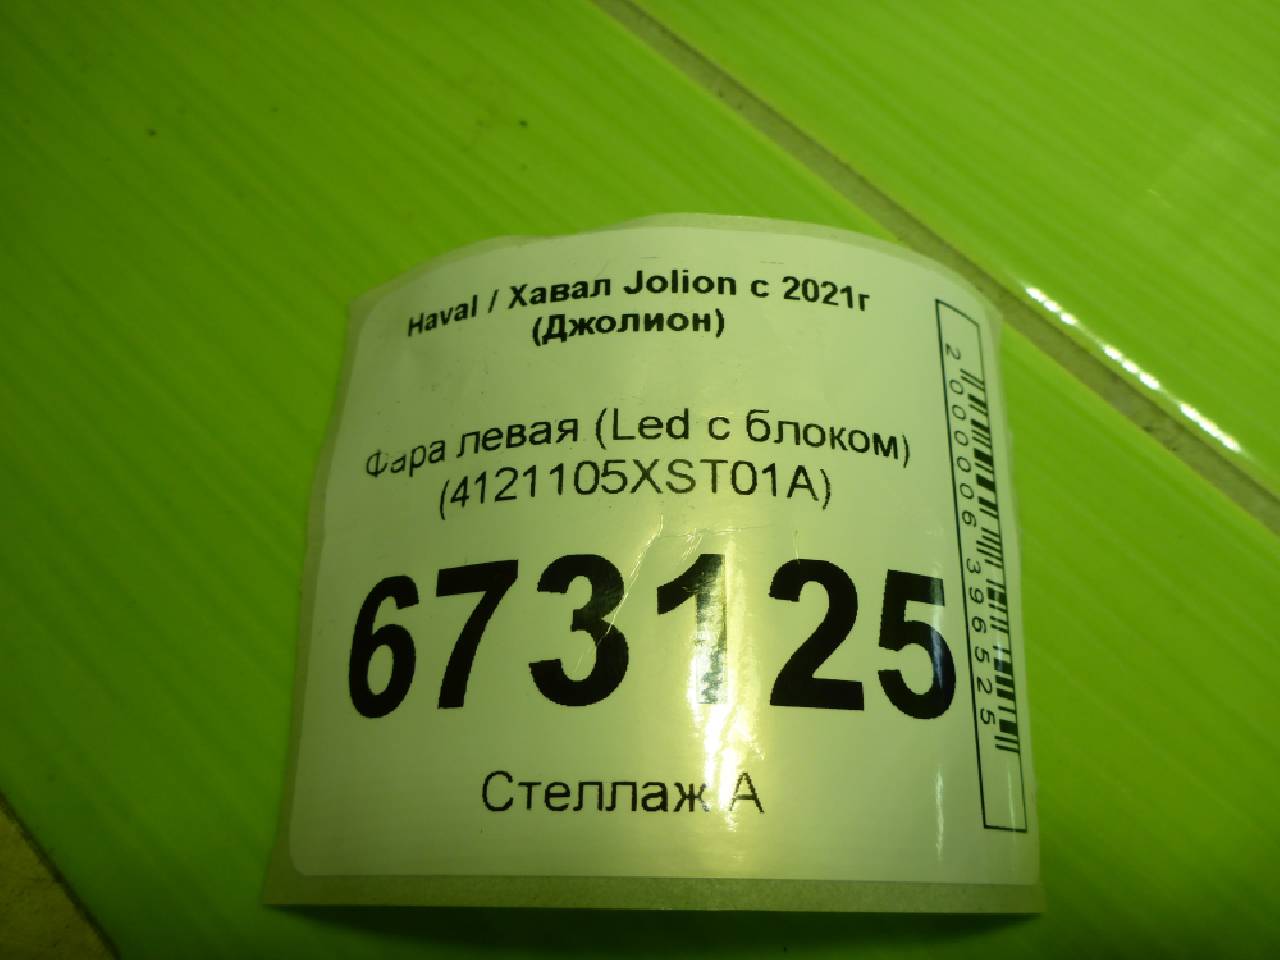 Haval / Хавал Jolion с 2021г
(Джолион)
Фара левая (Led с блоком)
(4121105XST01A)
673125
Стеллаж А
2000006396525